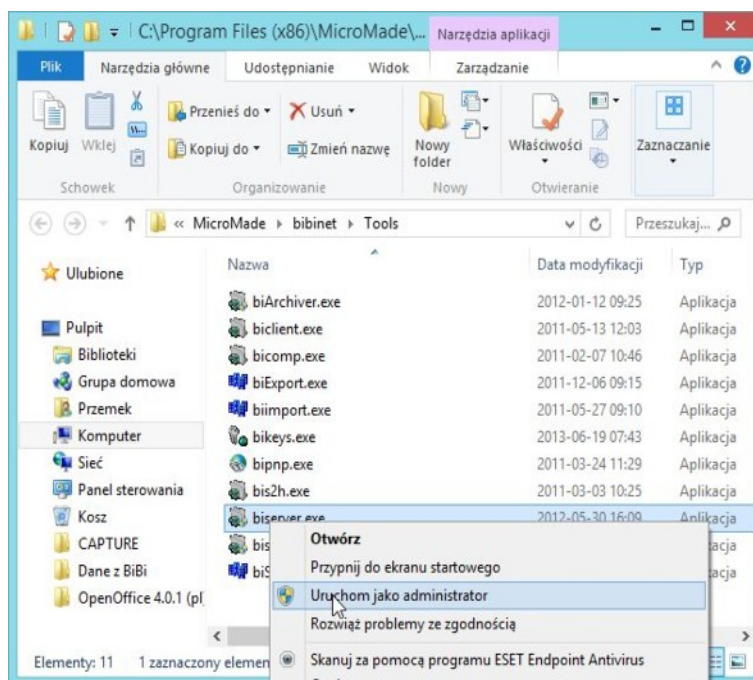 C:\Program Files (x86)\MicroMade\...
Narzędzia aplikacji
Plik
Narzędzia główne
Udostępnianie
Widok
Zarządzanie
Kopiuj
Wklej
Przenieś do
Kopiuj do
Usuń
Zmień nazwę
Nowy
folder
Właściwości
Zaznaczanie
Schowek
Organizowanie
Nowy
Otwieranie
« MicroMade bibinet Tools
Przeszukaj...
Ulubione
Pulpit
Biblioteki
Grupa domowa
Przemek
Komputer
Sieć
Panel sterowania
Kosz
CAPTURE
Dane z BiBi
OpenOffice 4.0.1 (pl
Nazwa Data modyfikacji Typ
biArchiver.exe 2012-01-12 09:25 Aplikacja
biclient.exe 2011-05-13 12:03 Aplikacja
bicomp.exe 2011-02-07 10:46 Aplikacja
biExport.exe 2011-12-06 09:15 Aplikacja
biimport.exe 2011-05-27 09:10 Aplikacja
bikeys.exe 2013-06-19 07:43 Aplikacja
bipnp.exe 2011-03-24 11:29 Aplikacja
bis2h.exe 2011-03-03 10:25 Aplikacja
biserver.exe 2012-05-30 16:09 Aplikacja
Otwórz
Przypnij do ekranu startowego
Uruchom jako administrator
Rozwiąż problemy ze zgodnością
Skanuj za pomocą programu ESET Endpoint Antivirus
Elementy: 11 1 zaznaczony elemen